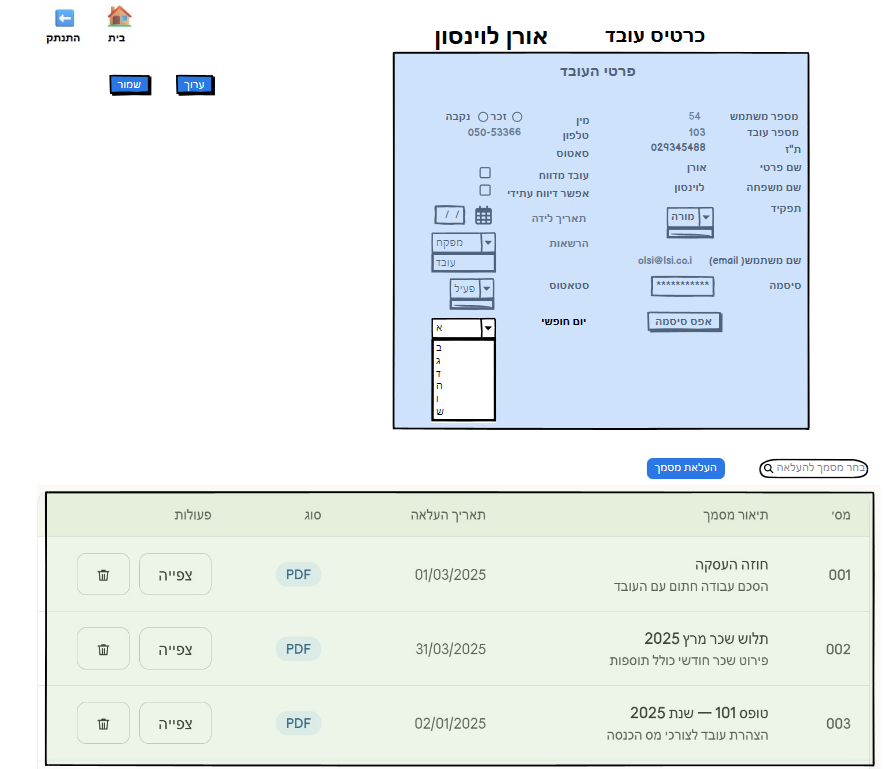 כרטיס עובד אורן לוינסון
בית
התנתק
ערוך
שמור
פרטי העובד
מספר משתמש 54
מספר עובד 103
ת"ז 029345488
שם פרטי אורן
שם משפחה לוינסון
תפקיד מורה
שם משתמש( email) olsi@lsi.co.i
סיסמה ***********
אפס סיסמה
מין זכר נקבה
טלפון 050-53366
סאטוס
עובד מדווח
אפשר דיווח עתידי
תאריך לידה / /
הרשאות מפקח
עובד
סטאטוס פעיל
יום חופשי א
ב
ג
ד
ה
ו
ש
בחר מסמך להעלאה
העלאת מסמך
מס׳ תיאור מסמך תאריך העלאה סוג פעולות
001 חוזה העסקה 01/03/2025 PDF צפייה
הסכם עבודה חתום עם העובד
002 תלוש שכר מרץ 2025 31/03/2025 PDF צפייה
פירוט שכר חודשי כולל תוספות
003 טופס 101 — שנת 2025 02/01/2025 PDF צפייה
הצהרת עובד לצורכי מס הכנסה